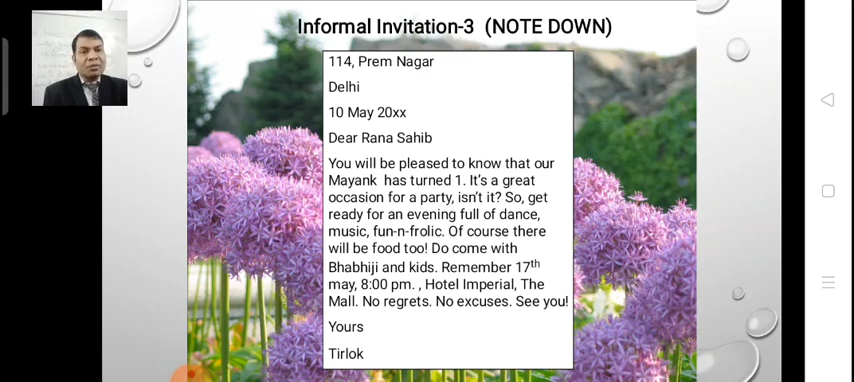 Informal Invitation-3 (NOTE DOWN)
114, Prem Nagar
Delhi
10 May 20xx
Dear Rana Sahib
You will be pleased to know that our
Mayank has turned 1. It's a great
occasion for a party, isn't it? So, get
ready for an evening full of dance,
music, fun-n-frolic. Of course there
will be food too! Do come with
Bhabhiji and kids. Remember 17th
may, 8:00 pm. , Hotel Imperial, The
Mall. No regrets. No excuses. See you!
Yours
Tirlok